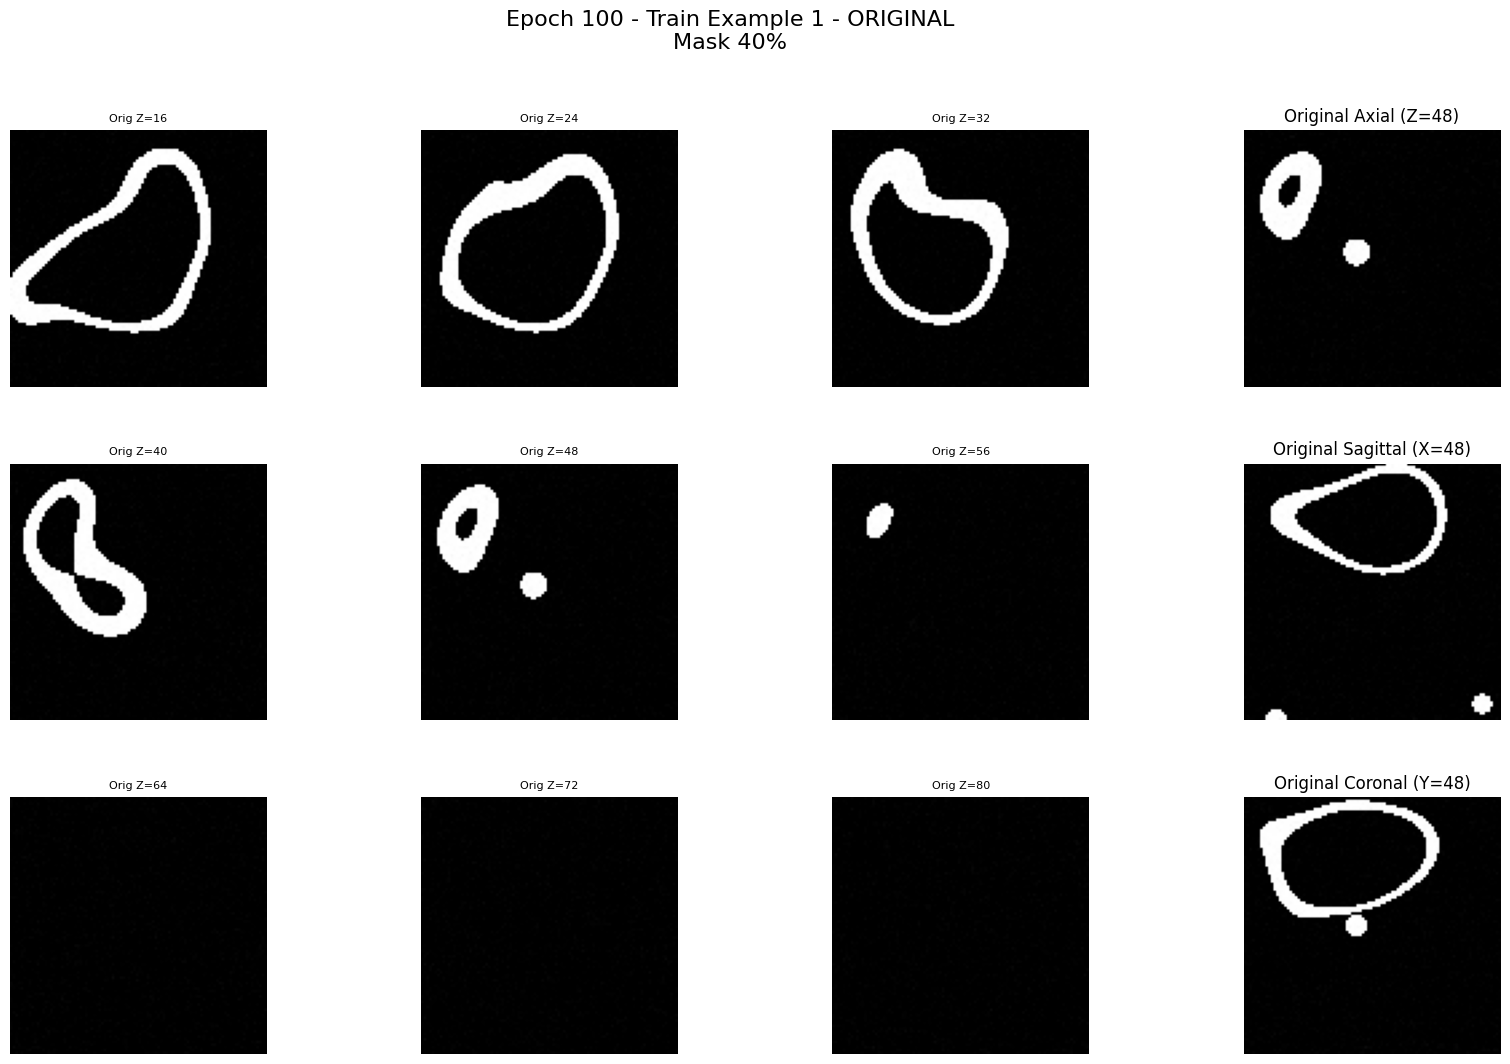 Epoch 100 - Train Example 1 - ORIGINAL
Mask 40%
Orig Z=16
Orig Z=24
Orig Z=32
Original Axial (Z=48)
Orig Z=40
Orig Z=48
Orig Z=56
Original Sagittal (X=48)
Orig Z=64
Orig Z=72
Orig Z=80
Original Coronal (Y=48)